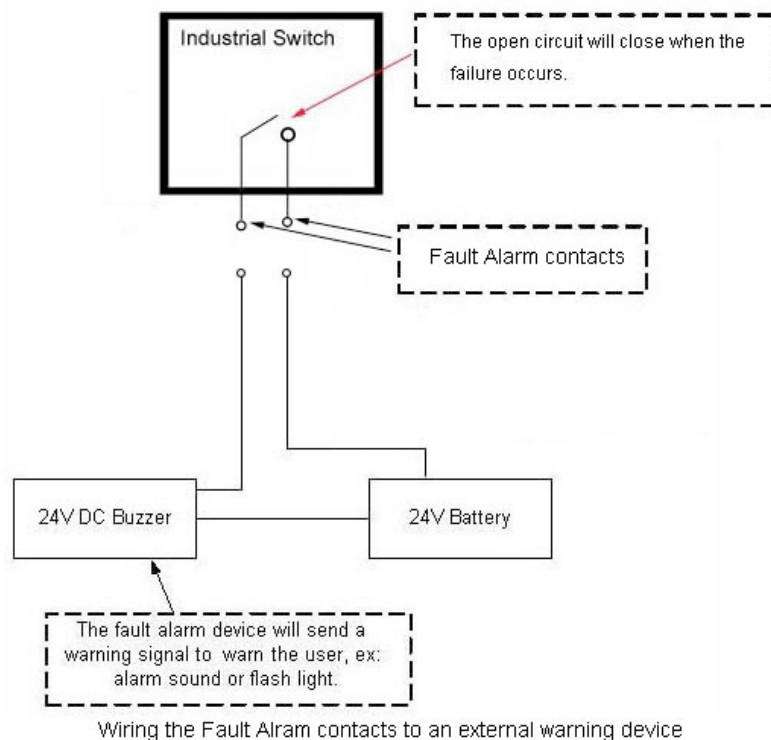 Industrial Switch
The open circuit will close when the
failure occurs.
Fault Alarm contacts
24V DC Buzzer
24V Battery
The fault alarm device will send a
warning signal to warn the user, ex:
alarm sound or flash light.
Wiring the Fault Alram contacts to an external warning device